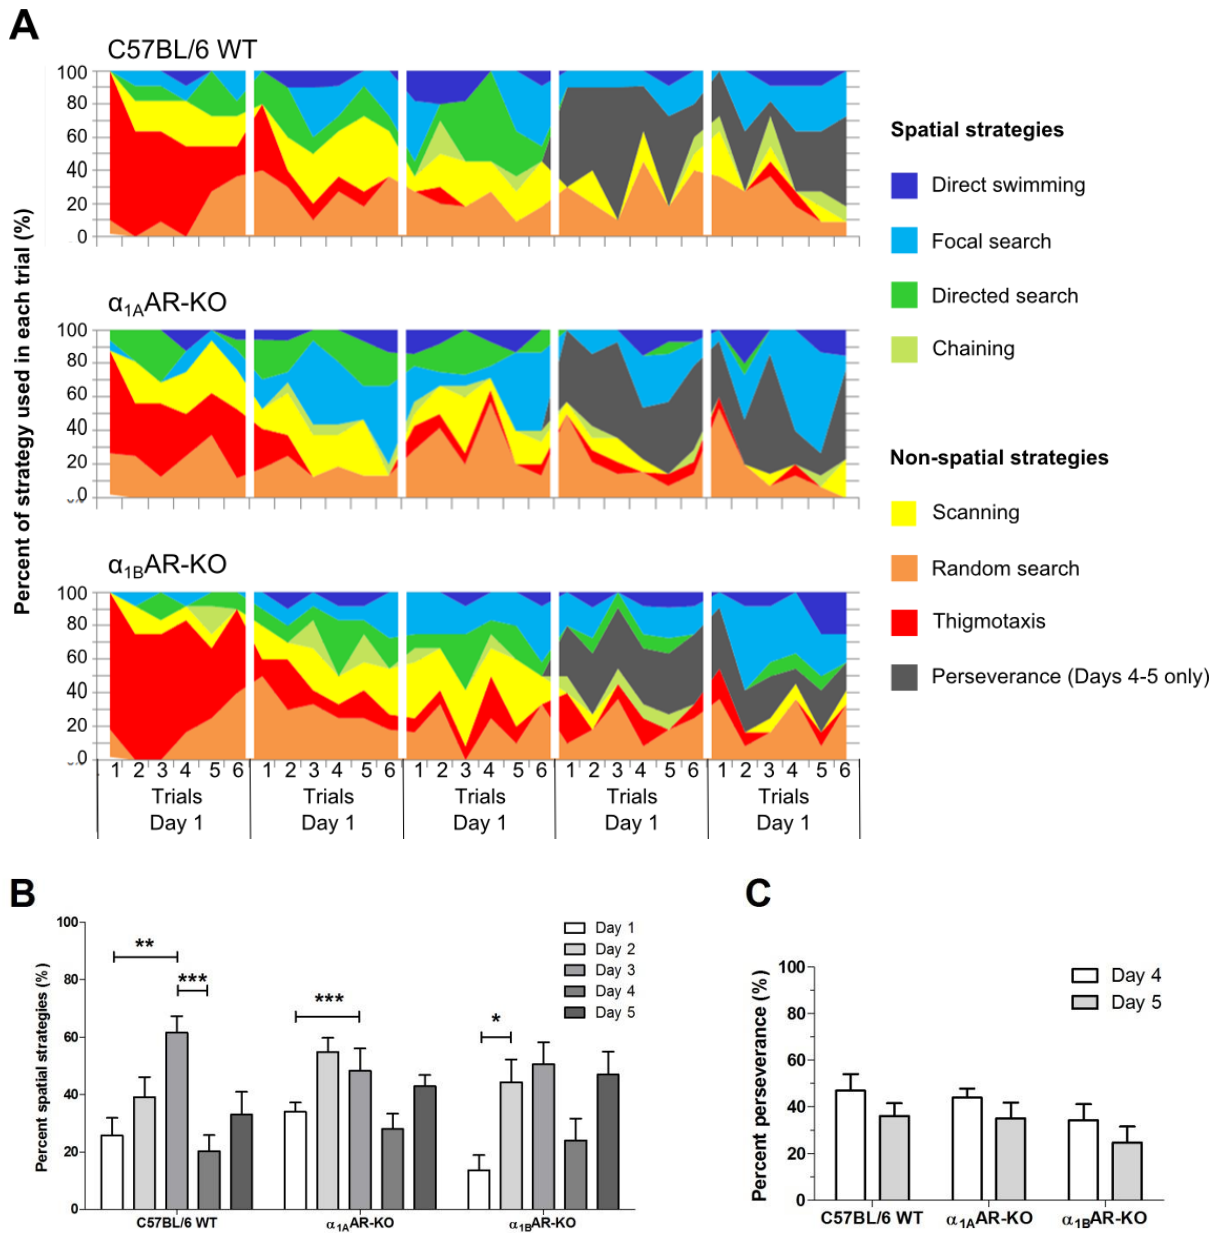 A
C57BL/6 WT
100
80
60
40
20
0
α1AAR-KO
100
80
60
40
20
0
α1BAR-KO
100
80
60
40
20
0
Percent of strategy used in each trial (%)
1 2 3 4 5 6 1 2 3 4 5 6 1 2 3 4 5 6 1 2 3 4 5 6 1 2 3 4 5 6
Trials Trials Trials Trials Trials
Day 1 Day 1 Day 1 Day 1 Day 1
Spatial strategies
Direct swimming
Focal search
Directed search
Chaining
Non-spatial strategies
Scanning
Random search
Thigmotaxis
Perseverance (Days 4-5 only)
B
Percent spatial strategies (%)
100
80
60
40
20
0
** *** *** *
Day 1
Day 2
Day 3
Day 4
Day 5
C57BL/6 WT α1AAR-KO α1BAR-KO
C
Percent perseverance (%)
100
80
60
40
20
0
Day 4
Day 5
C57BL/6 WT α1AAR-KO α1BAR-KO